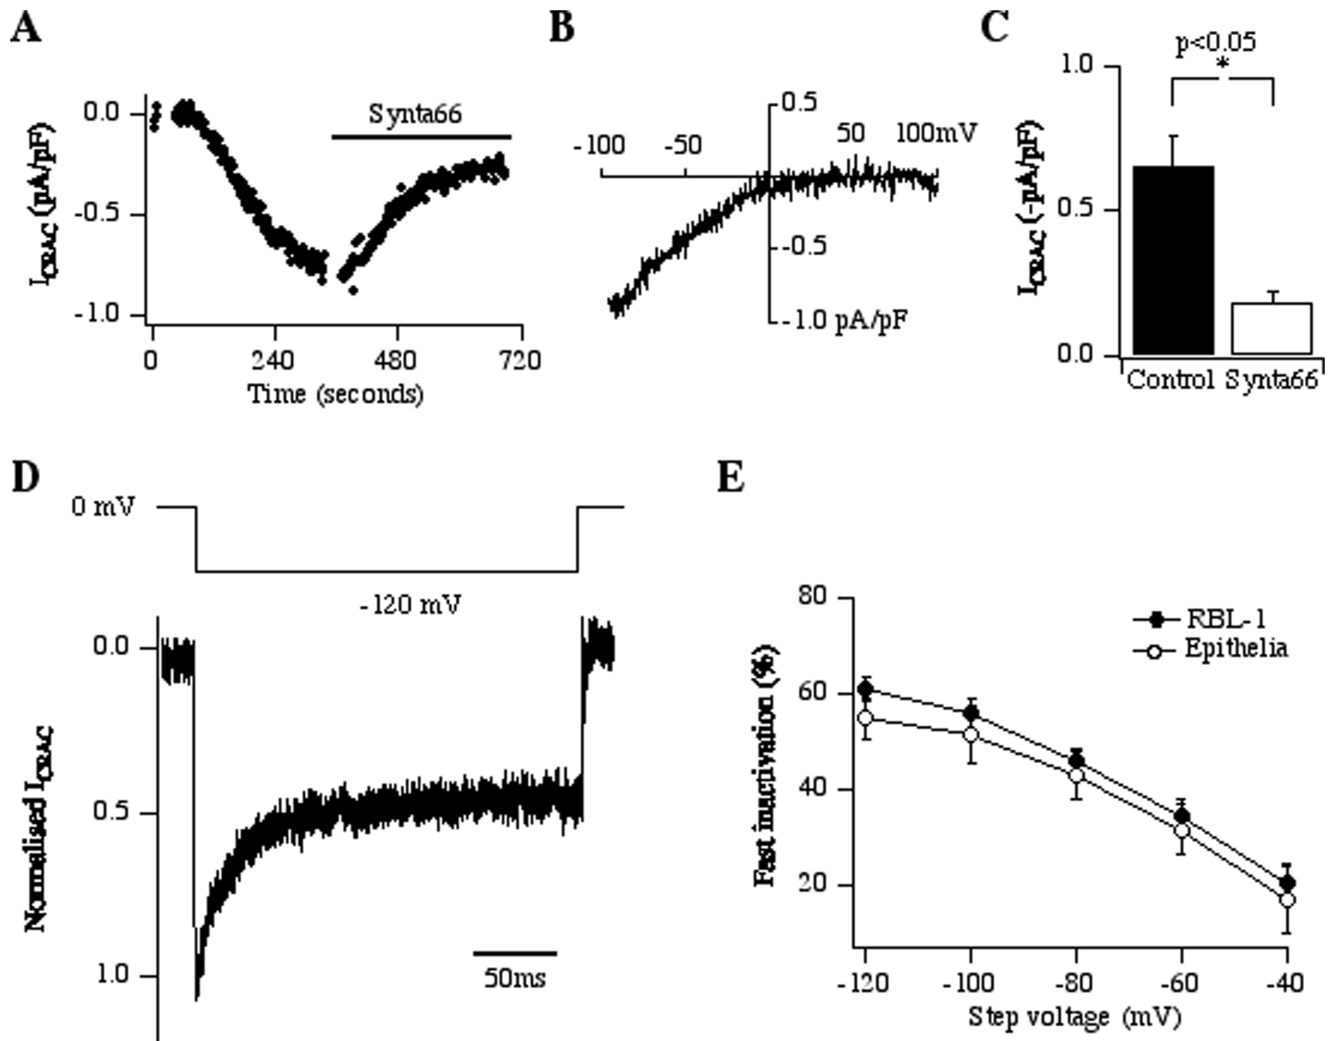 A
0.0
-0.5
-1.0
I_CRAC (pA/pF)
Synta66
0
240
480
720
Time (seconds)
B
0.5
-100
-50
50
100mV
-0.5
-1.0 pA/pF
C
p<0.05
*
1.0
0.5
0.0
I_CRAC (-pA/pF)
Control
Synta66
D
0 mV
-120 mV
0.0
0.5
1.0
Normalised I_CRAC
50ms
E
80
60
40
20
Fast inactivation (%)
RBL-1
Epithelia
-120
-100
-80
-60
-40
Step voltage (mV)